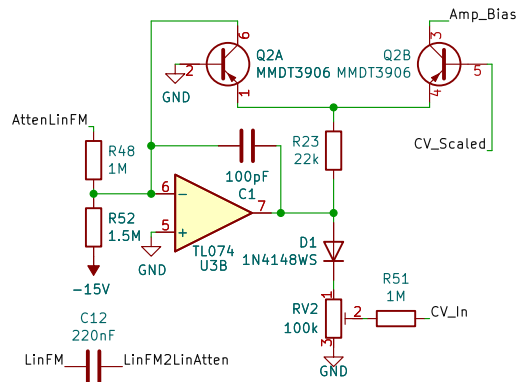 Amp_Bias
6
3
Q2A
Q2B
2
MMDT3906
MMDT3906
5
GND
1
4
AttenLinFM
R48
1M
R23
22k
CV_Scaled
100pF
C1
6
7
R52
1.5M
5
TL074
U3B
D1
1N4148WS
GND
-15V
R51
1M
1
RV2
100k
2
CV_In
C12
220nF
3
LinFM
LinFM2LinAtten
GND